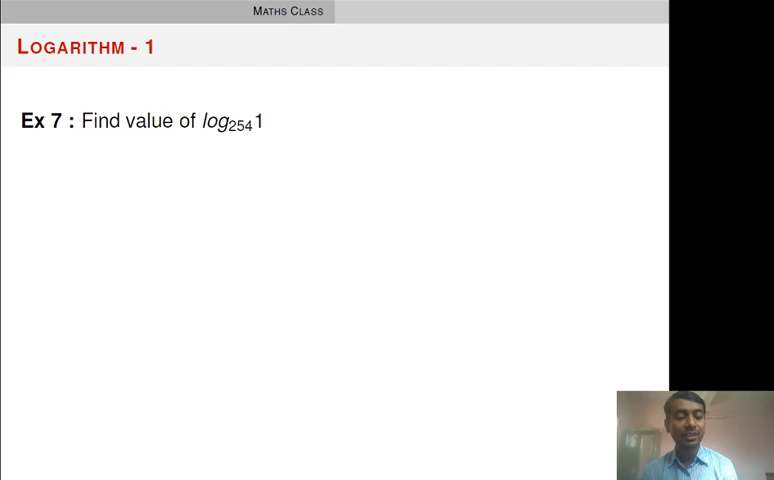 MATHS CLASS
LOGARITHM - 1
Ex 7 : Find value of log₂₅₄1